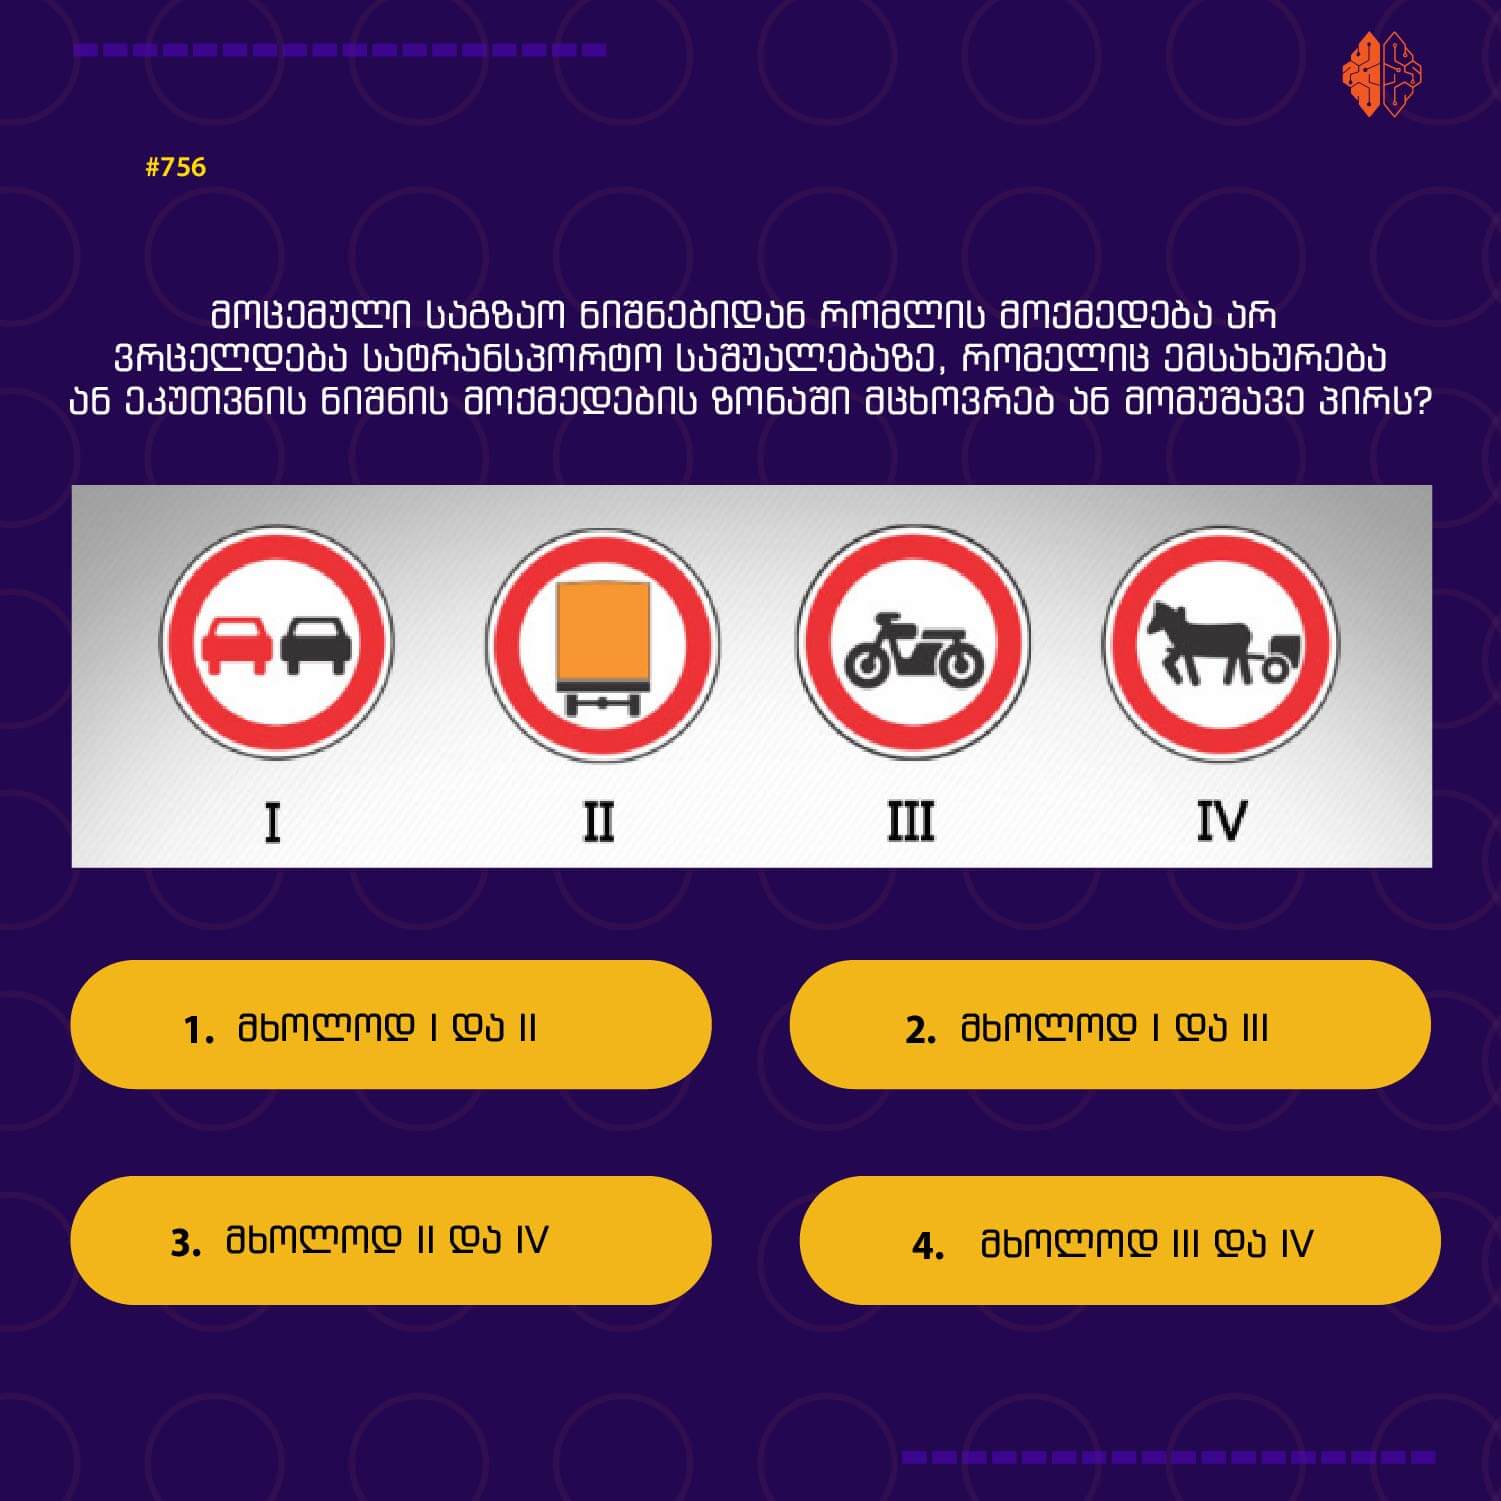 #756
მოცემული საგზაო ნიშნებიდან რომლის მოქმედება არ
ვრცელდება სატრანსპორტო საშუალებაზე, რომელიც ემსახურება
ან ეკუთვნის ნიშნის მოქმედების ზონაში მცხოვრებ ან მომუშავე პირს?
I
II
III
IV
1. მხოლოდ I და II
2. მხოლოდ I და III
3. მხოლოდ II და IV
4. მხოლოდ III და IV